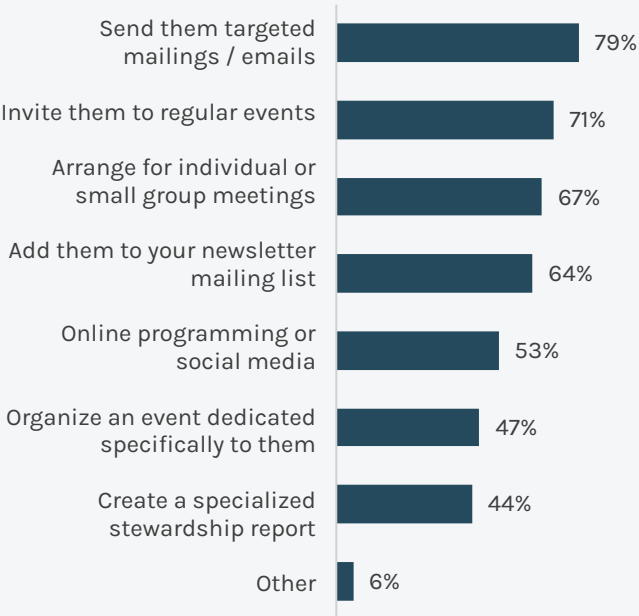 Send them targeted
mailings / emails
79%
Invite them to regular events
71%
Arrange for individual or
small group meetings
67%
Add them to your newsletter
mailing list
64%
Online programming or
social media
53%
Organize an event dedicated
specifically to them
47%
Create a specialized
stewardship report
44%
Other
6%